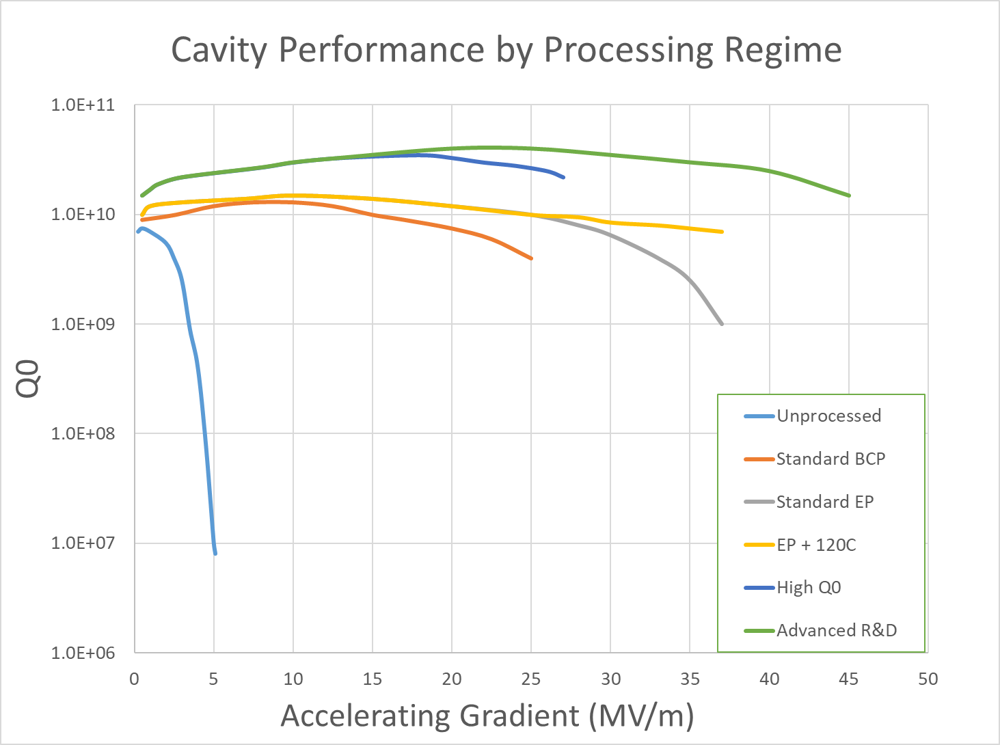 Cavity Performance by Processing Regime
1.0E+11
1.0E+10
1.0E+09
1.0E+08
1.0E+07
1.0E+06
Q0
0 5 10 15 20 25 30 35 40 45 50
Accelerating Gradient (MV/m)
Unprocessed
Standard BCP
Standard EP
EP + 120C
High Q0
Advanced R&D